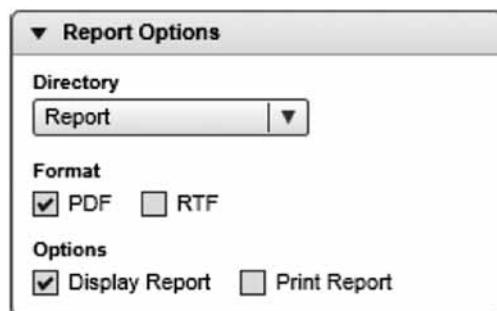 Report Options
Directory
Report
Format
PDF RTF
Options
Display Report Print Report